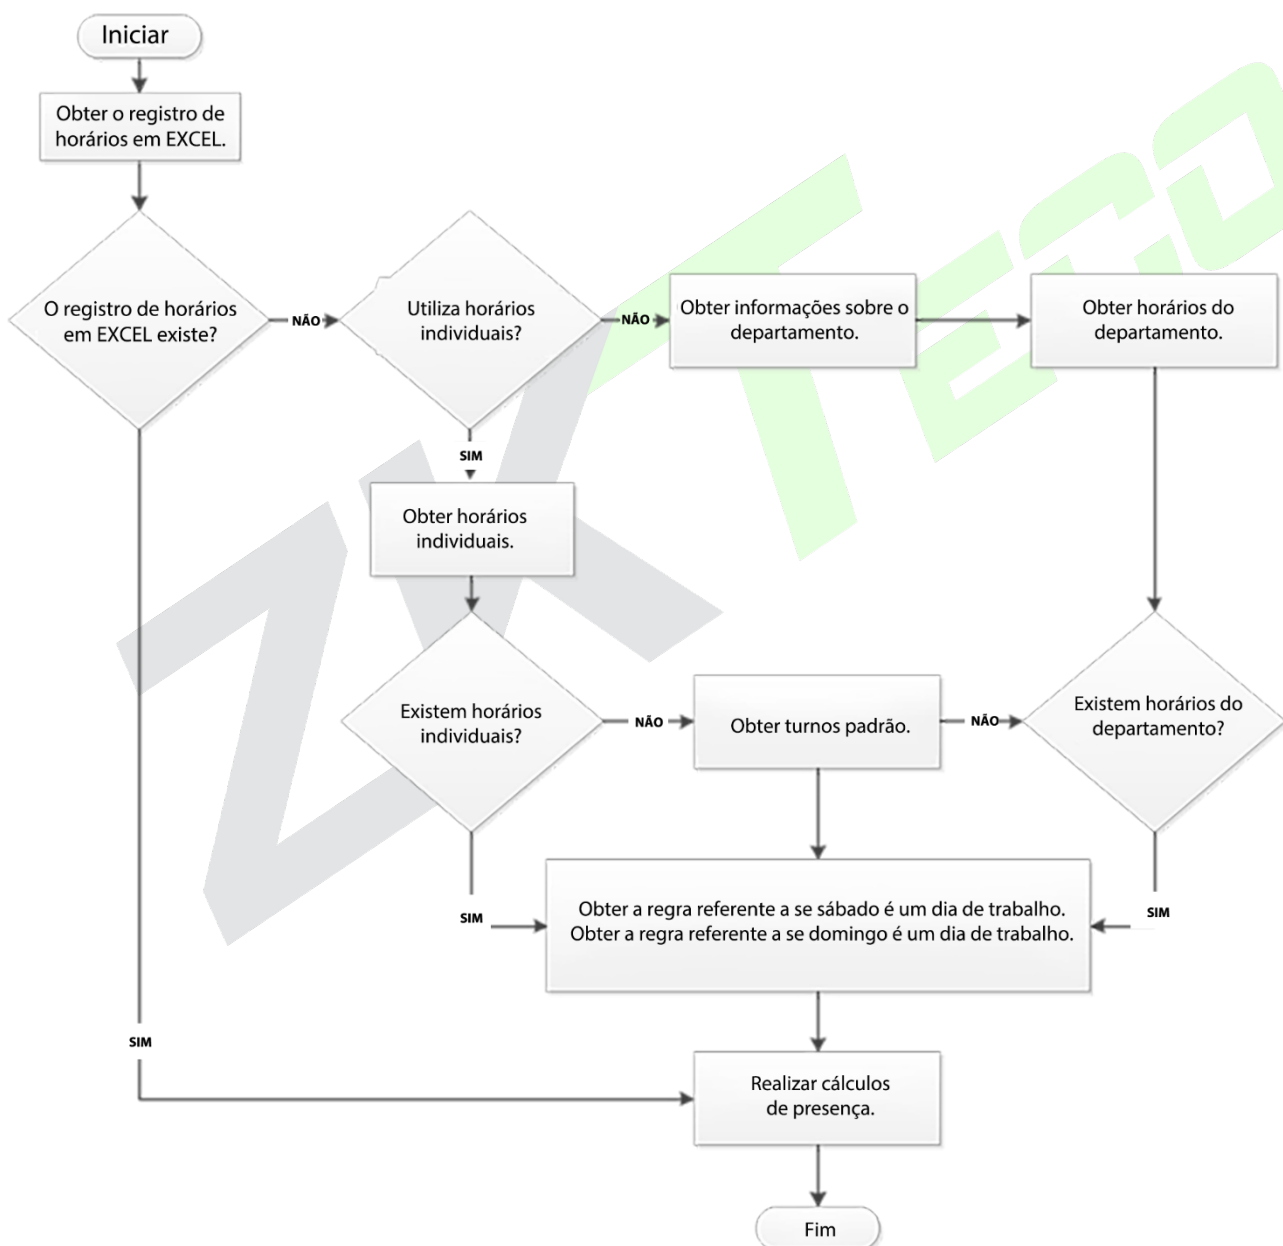 Iniciar
Obter o registro de
horários em EXCEL.
O registro de horários
em EXCEL existe?
NÃO
Utiliza horários
individuais?
NÃO
Obter informações sobre o
departamento.
Obter horários do
departamento.
SIM
Obter horários
individuais.
Existem horários
individuais?
NÃO
Obter turnos padrão.
NÃO
Existem horários do
departamento?
SIM
Obter a regra referente a se sábado é um dia de trabalho.
Obter a regra referente a se domingo é um dia de trabalho.
SIM
SIM
Realizar cálculos
de presença.
Fim
ZKTeco